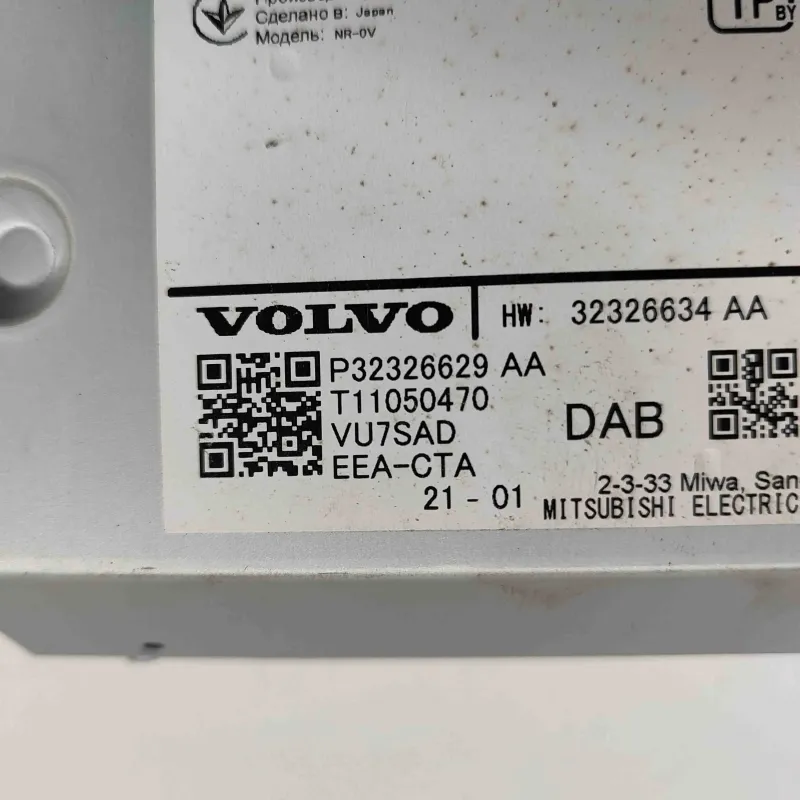 Сделано в: Japan
Модель: NR-0V
BY
VOLVO HW: 32326634 AA
P32326629 AA
T11050470
VU7SAD
EEA-CTA
DAB
21-01
2-3-33 Miwa, San
MITSUBISHI ELECTRIC